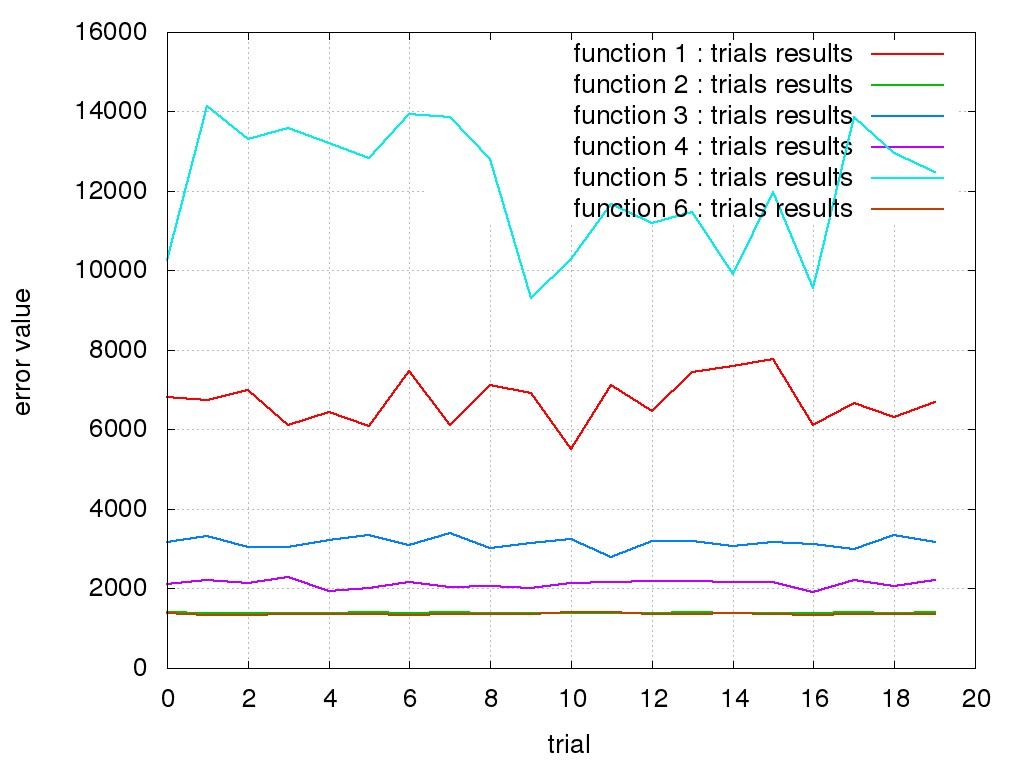 16000
14000
12000
10000
8000
6000
4000
2000
0
error value
function 1 : trials results
function 2 : trials results
function 3 : trials results
function 4 : trials results
function 5 : trials results
function 6 : trials results
0 2 4 6 8 10 12 14 16 18 20
trial